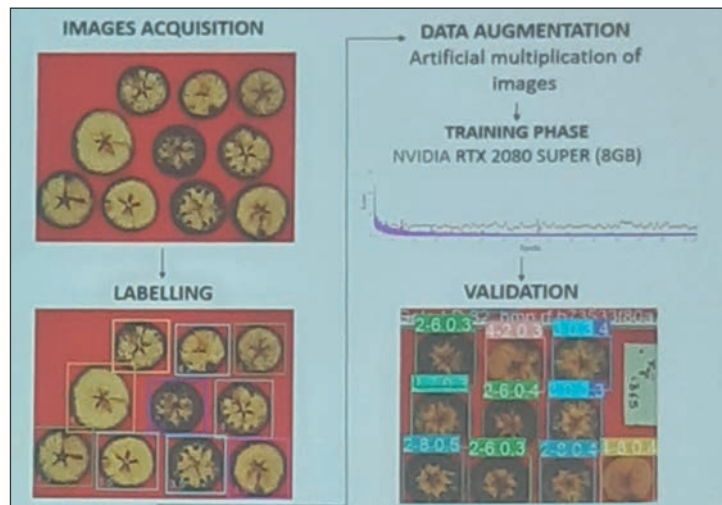 IMAGES ACQUISITION
LABELLING
DATA AUGMENTATION
Artificial multiplication of
images
TRAINING PHASE
NVIDIA RTX 2080 SUPER (8GB)
VALIDATION
2-6 0.3
2-6 0.4
2-8 0.5 2-6 0.3